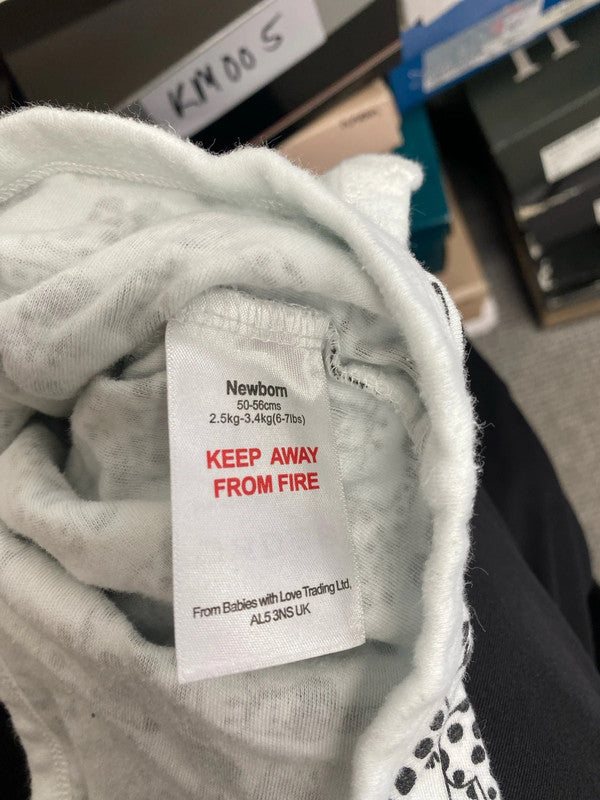 KM005
Newborn
50-56cms
2.5kg-3.4kg(6-7lbs)
KEEP AWAY
FROM FIRE
From Babies with Love Trading Ltd,
AL5 3NS UK